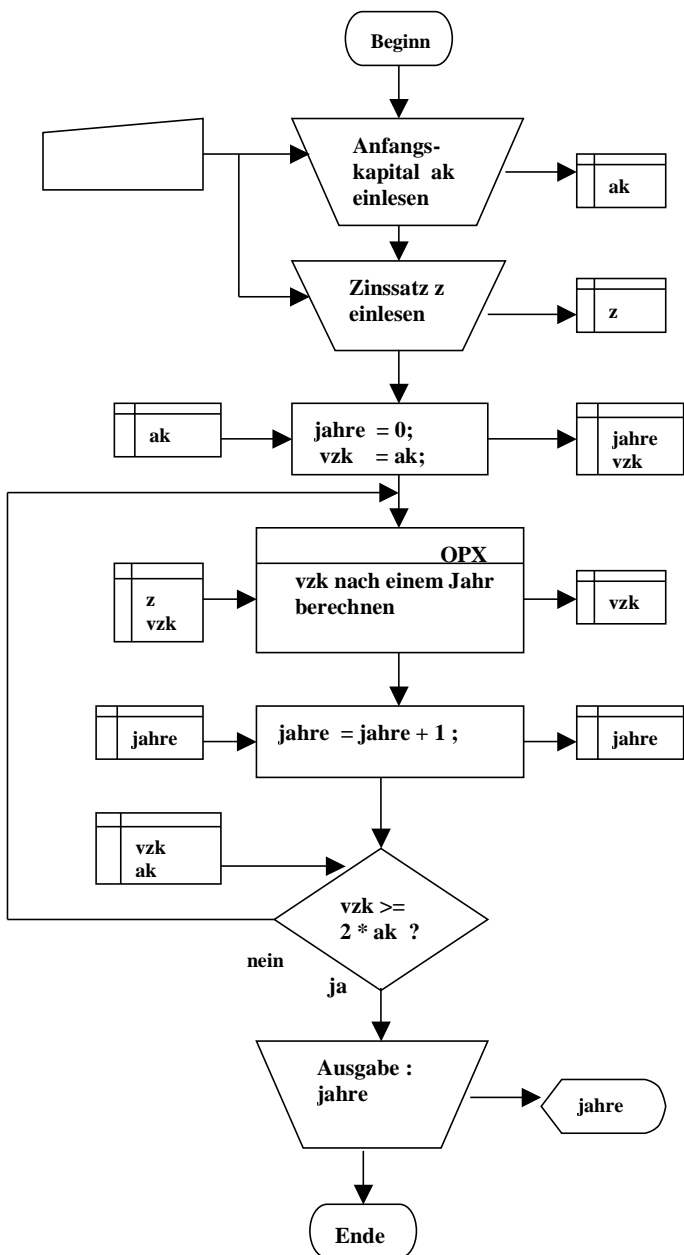 Beginn
Anfangs-
kapital ak
einlesen
ak
Zinssatz z
einlesen
z
ak
jahre = 0;
vzk = ak;
jahre
vzk
OPX
z
vzk
vzk nach einem Jahr
berechnen
vzk
jahre
jahre = jahre + 1 ;
jahre
vzk
ak
vzk >=
2 * ak ?
nein
ja
Ausgabe :
jahre
jahre
Ende